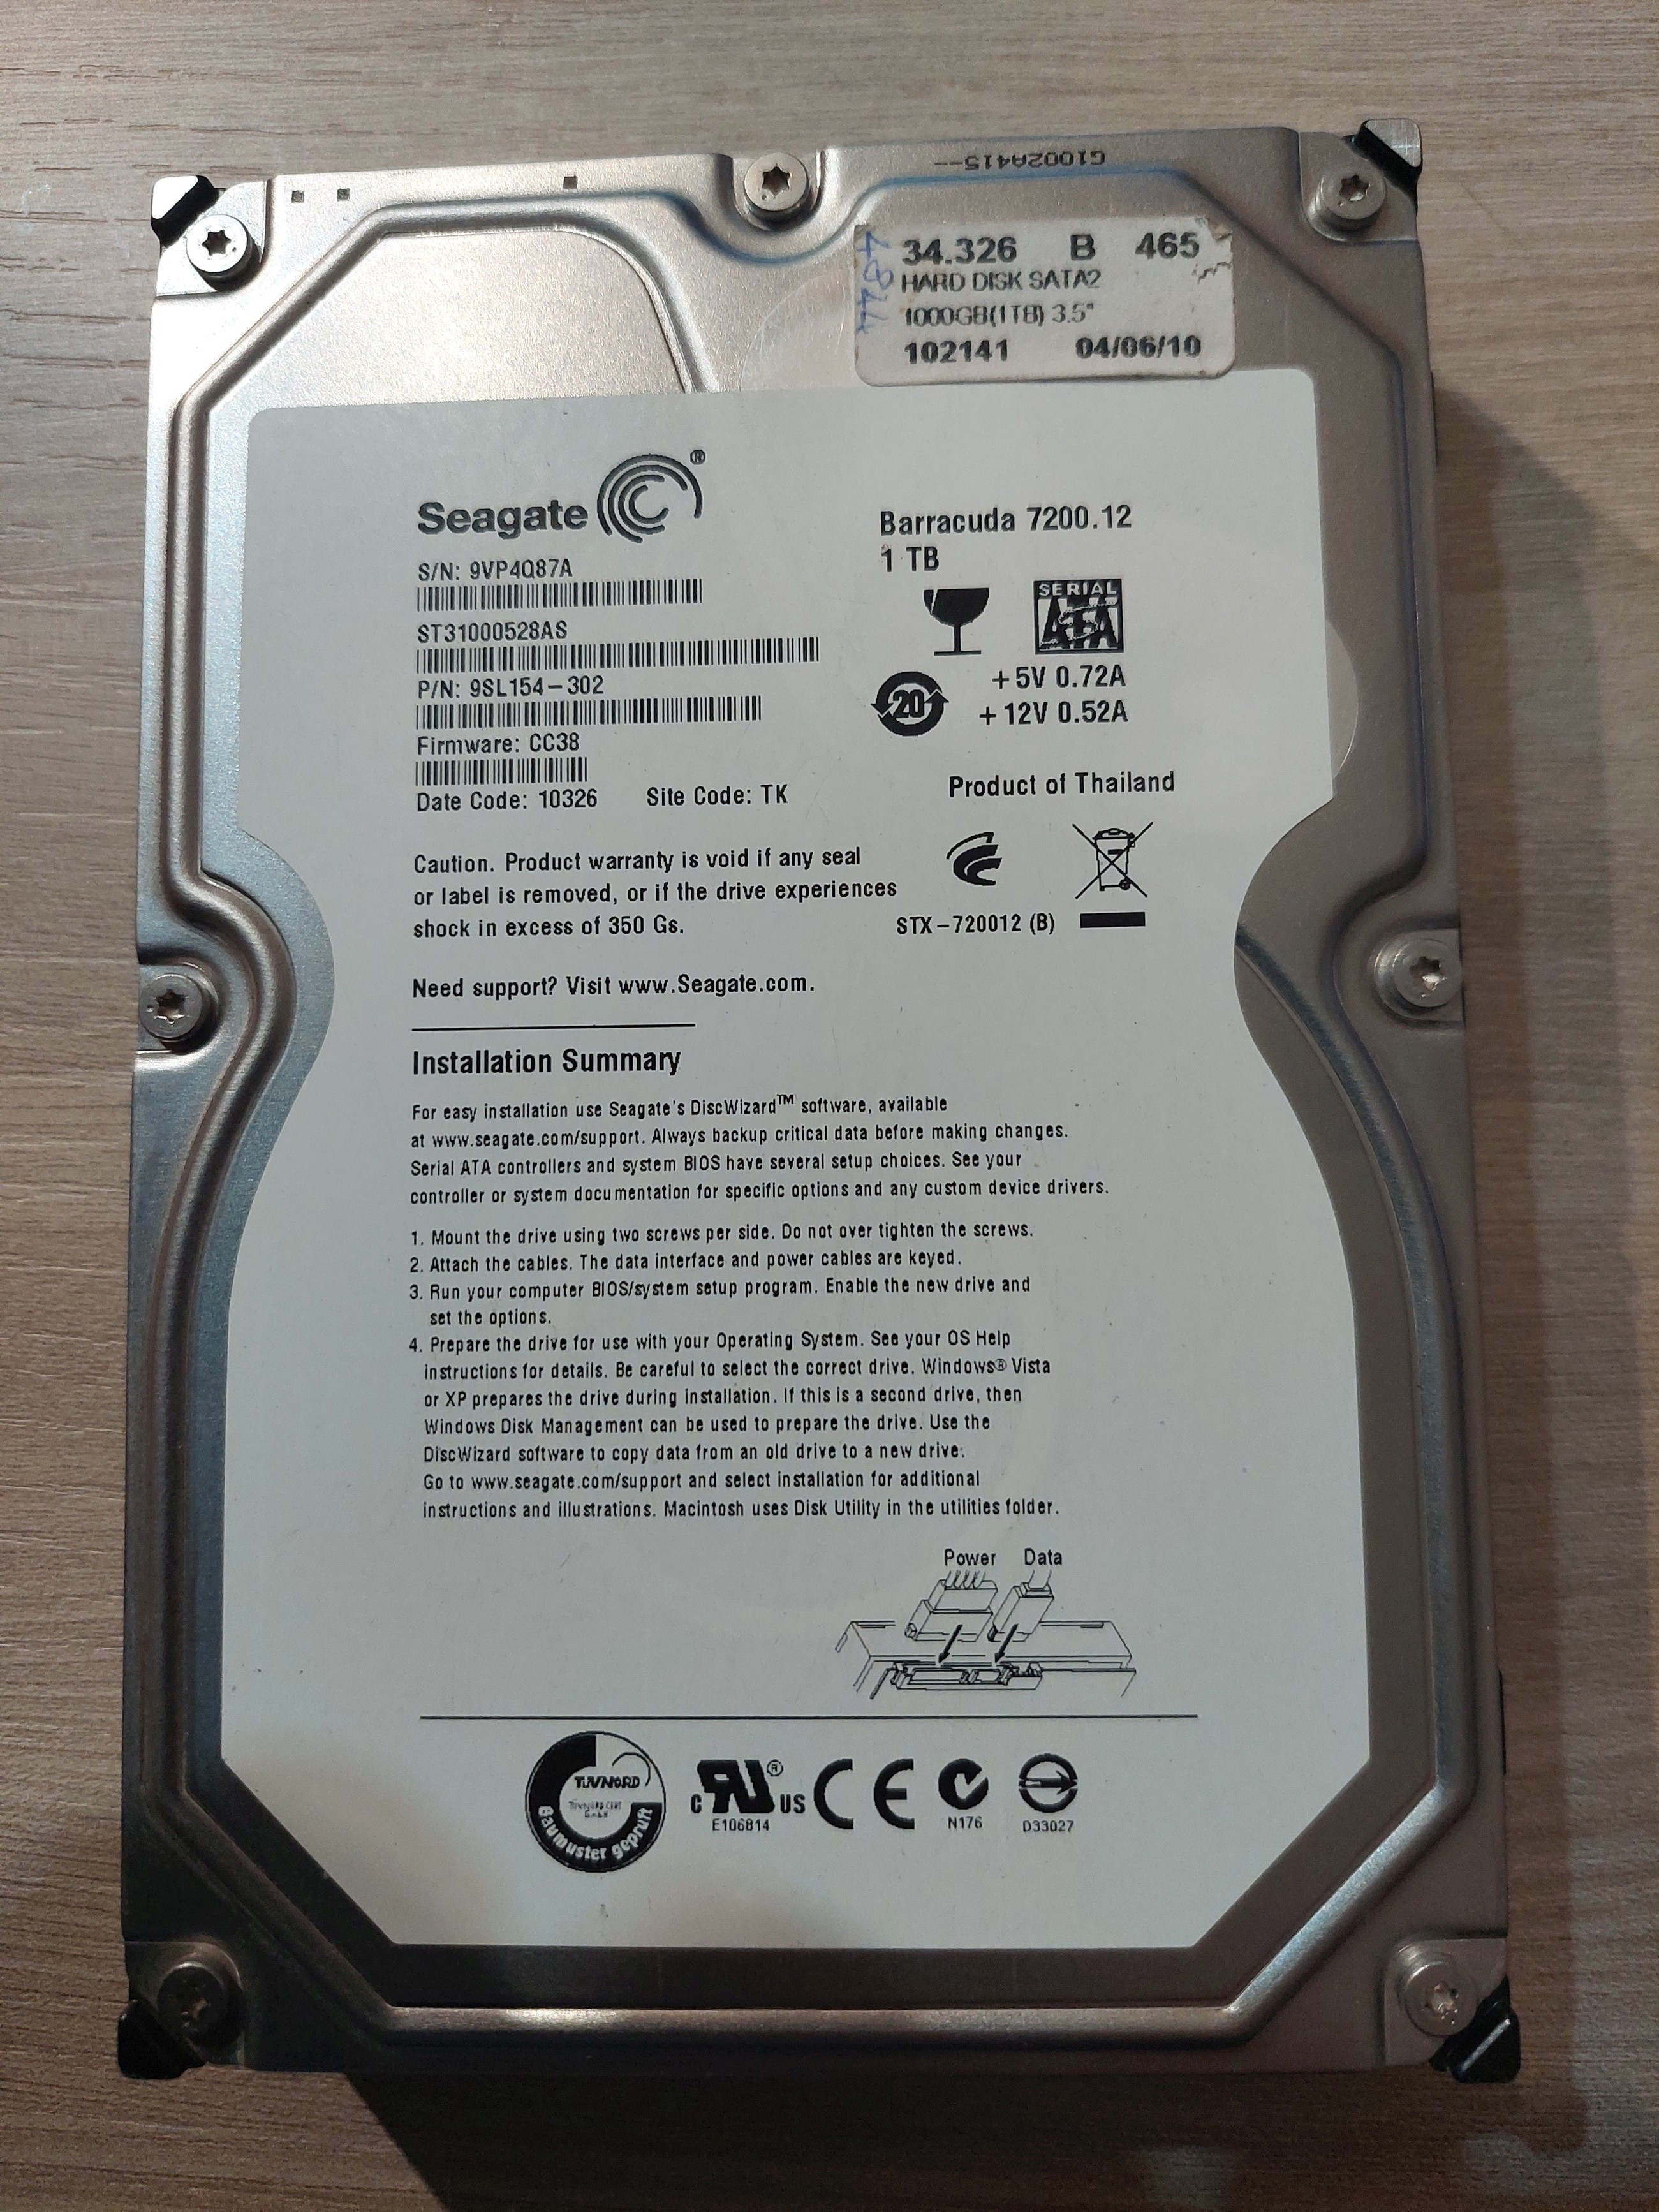 G1002A415--
34.326 B 465
HARD DISK SATA2
1000GB(1TB) 3.5"
102141 04/06/10
Seagate®
S/N: 9VP4Q87A
ST31000528AS
P/N: 9SL154-302
Firmware: CC38
Date Code: 10326 Site Code: TK
Barracuda 7200.12
1 TB
SERIAL
ATA
20
+5V 0.72A
+12V 0.52A
Product of Thailand
Caution. Product warranty is void if any seal
or label is removed, or if the drive experiences
shock in excess of 350 Gs.
STX-720012 (B)
Need support? Visit www.Seagate.com.
Installation Summary
For easy installation use Seagate's DiscWizard™ software, available
at www.seagate.com/support. Always backup critical data before making changes.
Serial ATA controllers and system BIOS have several setup choices. See your
controller or system documentation for specific options and any custom device drivers.
1. Mount the drive using two screws per side. Do not over tighten the screws.
2. Attach the cables. The data interface and power cables are keyed.
3. Run your computer BIOS/system setup program. Enable the new drive and
set the options.
4. Prepare the drive for use with your Operating System. See your OS Help
instructions for details. Be careful to select the correct drive. Windows® Vista
or XP prepares the drive during installation. If this is a second drive, then
Windows Disk Management can be used to prepare the drive. Use the
DiscWizard software to copy data from an old drive to a new drive.
Go to www.seagate.com/support and select installation for additional
instructions and illustrations. Macintosh uses Disk Utility in the utilities folder.
Power Data
TÜVNORD
TÜV NORD CERT
GmbH
Baumuster geprüft
c RU® US
E106814
CE
N176
D33027